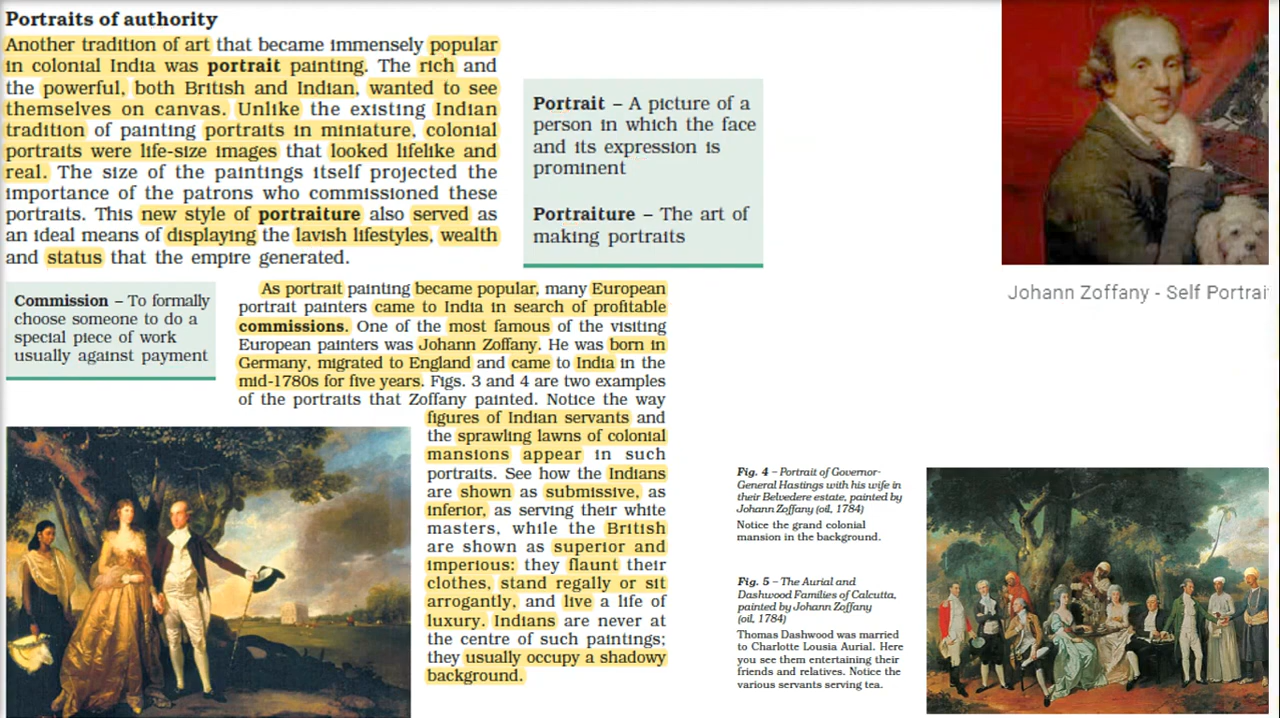 Portraits of authority
Another tradition of art that became immensely popular
in colonial India was portrait painting. The rich and
the powerful, both British and Indian, wanted to see
themselves on canvas. Unlike the existing Indian
tradition of painting portraits in miniature, colonial
portraits were life-size images that looked lifelike and
real. The size of the paintings itself projected the
importance of the patrons who commissioned these
portraits. This new style of portraiture also served as
an ideal means of displaying the lavish lifestyles, wealth
and status that the empire generated.
Portrait – A picture of a
person in which the face
and its expression is
prominent
Portraiture – The art of
making portraits
Johann Zoffany - Self Portrai
Commission – To formally
choose someone to do a
special piece of work
usually against payment
As portrait painting became popular, many European
portrait painters came to India in search of profitable
commissions. One of the most famous of the visiting
European painters was Johann Zoffany. He was born in
Germany, migrated to England and came to India in the
mid-1780s for five years. Figs. 3 and 4 are two examples
of the portraits that Zoffany painted. Notice the way
figures of Indian servants and
the sprawling lawns of colonial
mansions appear in such
portraits. See how the Indians
are shown as submissive, as
inferior, as serving their white
masters, while the British
are shown as superior and
imperious: they flaunt their
clothes, stand regally or sit
arrogantly, and live a life of
luxury. Indians are never at
the centre of such paintings;
they usually occupy a shadowy
background.
Fig. 4 – Portrait of Governor-
General Hastings with his wife in
their Belvedere estate, painted by
Johann Zoffany (oil, 1784)
Notice the grand colonial
mansion in the background.
Fig. 5 – The Aurial and
Dashwood Families of Calcutta,
painted by Johann Zoffany
(oil, 1784)
Thomas Dashwood was married
to Charlotte Lousia Aurial. Here
you see them entertaining their
friends and relatives. Notice the
various servants serving tea.